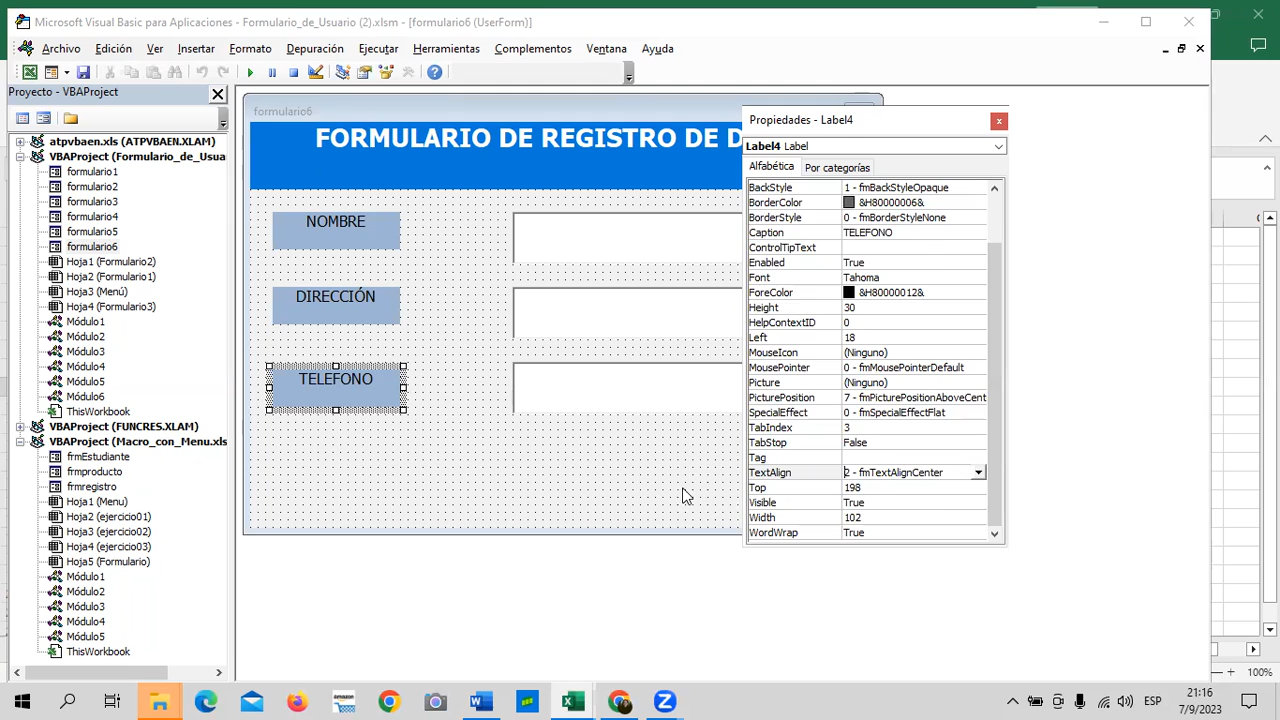 Microsoft Visual Basic para Aplicaciones - Formulario_de_Usuario (2).xlsm - [formulario6 (UserForm)]
Archivo Edición Ver Insertar Formato Depuración Ejecutar Herramientas Complementos Ventana Ayuda
Proyecto - VBAProject
atpvbaen.xls (ATPVBAEN.XLAM)
VBAProject (Formulario_de_Usua
formulario1
formulario2
formulario3
formulario4
formulario5
formulario6
Hoja1 (Formulario2)
Hoja2 (Formulario1)
Hoja3 (Menú)
Hoja4 (Formulario3)
Módulo1
Módulo2
Módulo3
Módulo4
Módulo5
Módulo6
ThisWorkbook
VBAProject (FUNCRES.XLAM)
VBAProject (Macro_con_Menu.xls
frmEstudiante
frmproducto
frmregistro
Hoja1 (Menu)
Hoja2 (ejercicio01)
Hoja3 (ejercicio02)
Hoja4 (ejercicio03)
Hoja5 (Formulario)
Módulo1
Módulo2
Módulo3
Módulo4
Módulo5
ThisWorkbook
formulario6
FORMULARIO DE REGISTRO DE D
NOMBRE
DIRECCIÓN
TELEFONO
Propiedades - Label4
Label4 Label
Alfabética Por categorías
BackStyle 1 - fmBackStyleOpaque
BorderColor &H80000006&
BorderStyle 0 - fmBorderStyleNone
Caption TELEFONO
ControlTipText
Enabled True
Font Tahoma
ForeColor &H80000012&
Height 30
HelpContextID 0
Left 18
MouseIcon (Ninguno)
MousePointer 0 - fmMousePointerDefault
Picture (Ninguno)
PicturePosition 7 - fmPicturePositionAboveCent
SpecialEffect 0 - fmSpecialEffectFlat
TabIndex 3
TabStop False
Tag
TextAlign 2 - fmTextAlignCenter
Top 198
Visible True
Width 102
WordWrap True
100%
ESP
21:16
7/9/2023